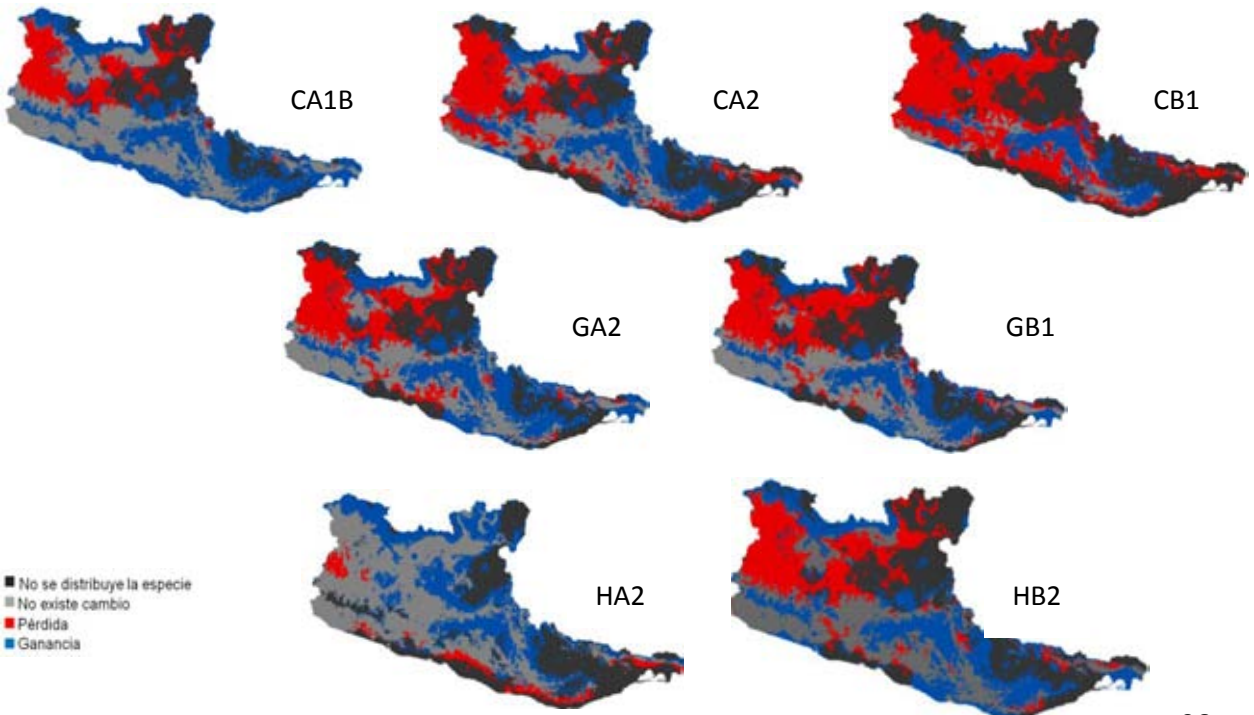 CA1B
CA2
CB1
GA2
GB1
HA2
HB2
No se distribuye la especie
No existe cambio
Pérdida
Ganancia